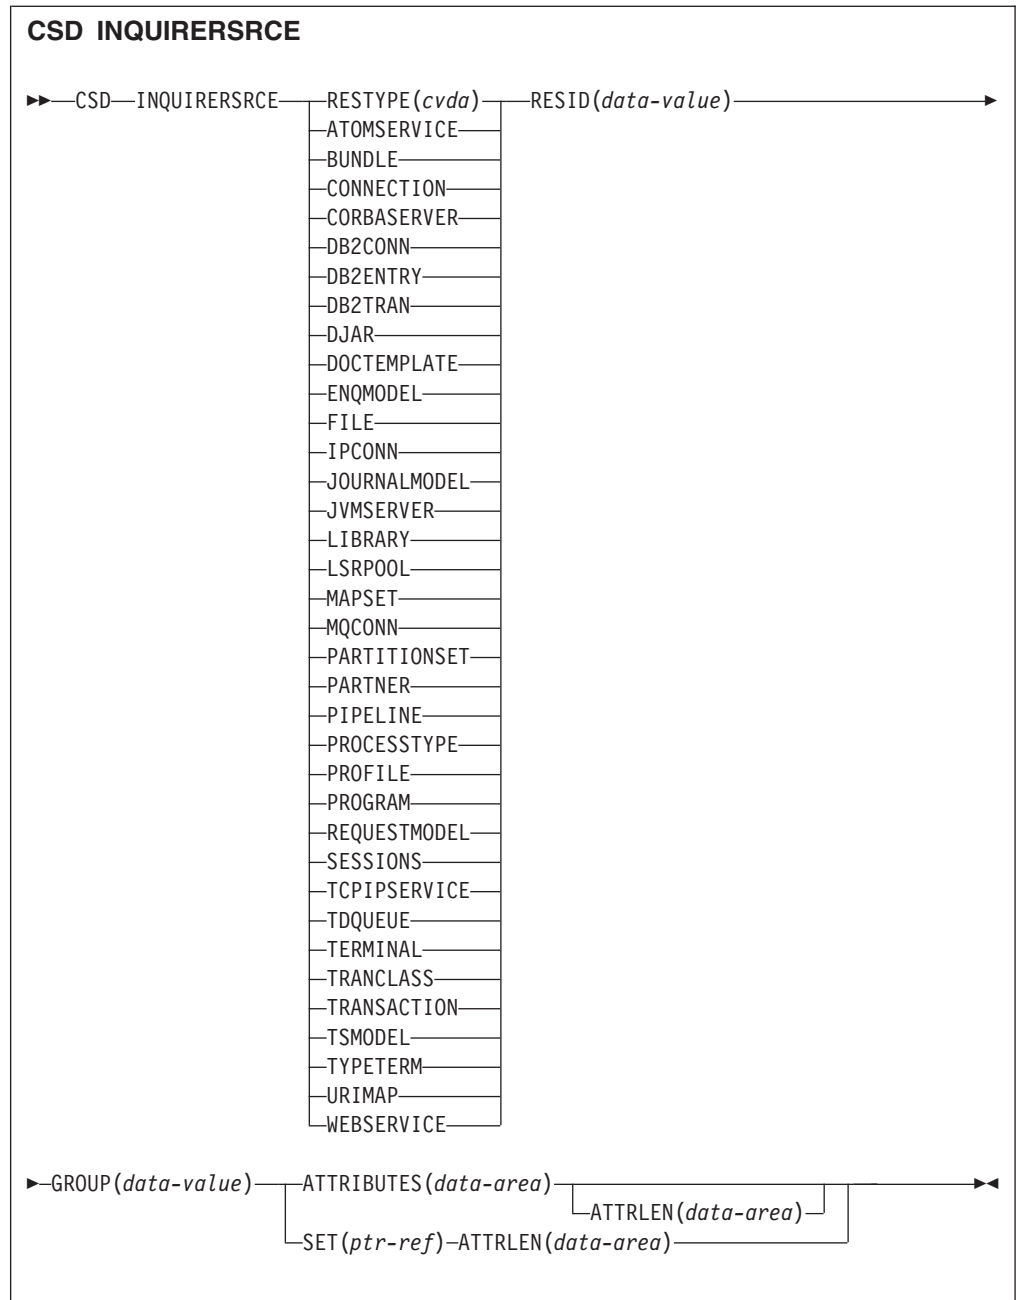 CSD INQUIRERSRCE
CSD INQUIRERSRCE RESTYPE(cvda) RESID(data-value)
ATOMSERVICE
BUNDLE
CONNECTION
CORBASERVER
DB2CONN
DB2ENTRY
DB2TRAN
DJAR
DOCTEMPLATE
ENQMODEL
FILE
IPCONN
JOURNALMODEL
JVMSERVER
LIBRARY
LSRPOOL
MAPSET
MQCONN
PARTITIONSET
PARTNER
PIPELINE
PROCESSTYPE
PROFILE
PROGRAM
REQUESTMODEL
SESSIONS
TCPIPSERVICE
TDQUEUE
TERMINAL
TRANCLASS
TRANSACTION
TSMODEL
TYPETERM
URIMAP
WEBSERVICE
GROUP(data-value) ATTRIBUTES(data-area)
ATTRLEN(data-area)
SET(ptr-ref) ATTRLEN(data-area)